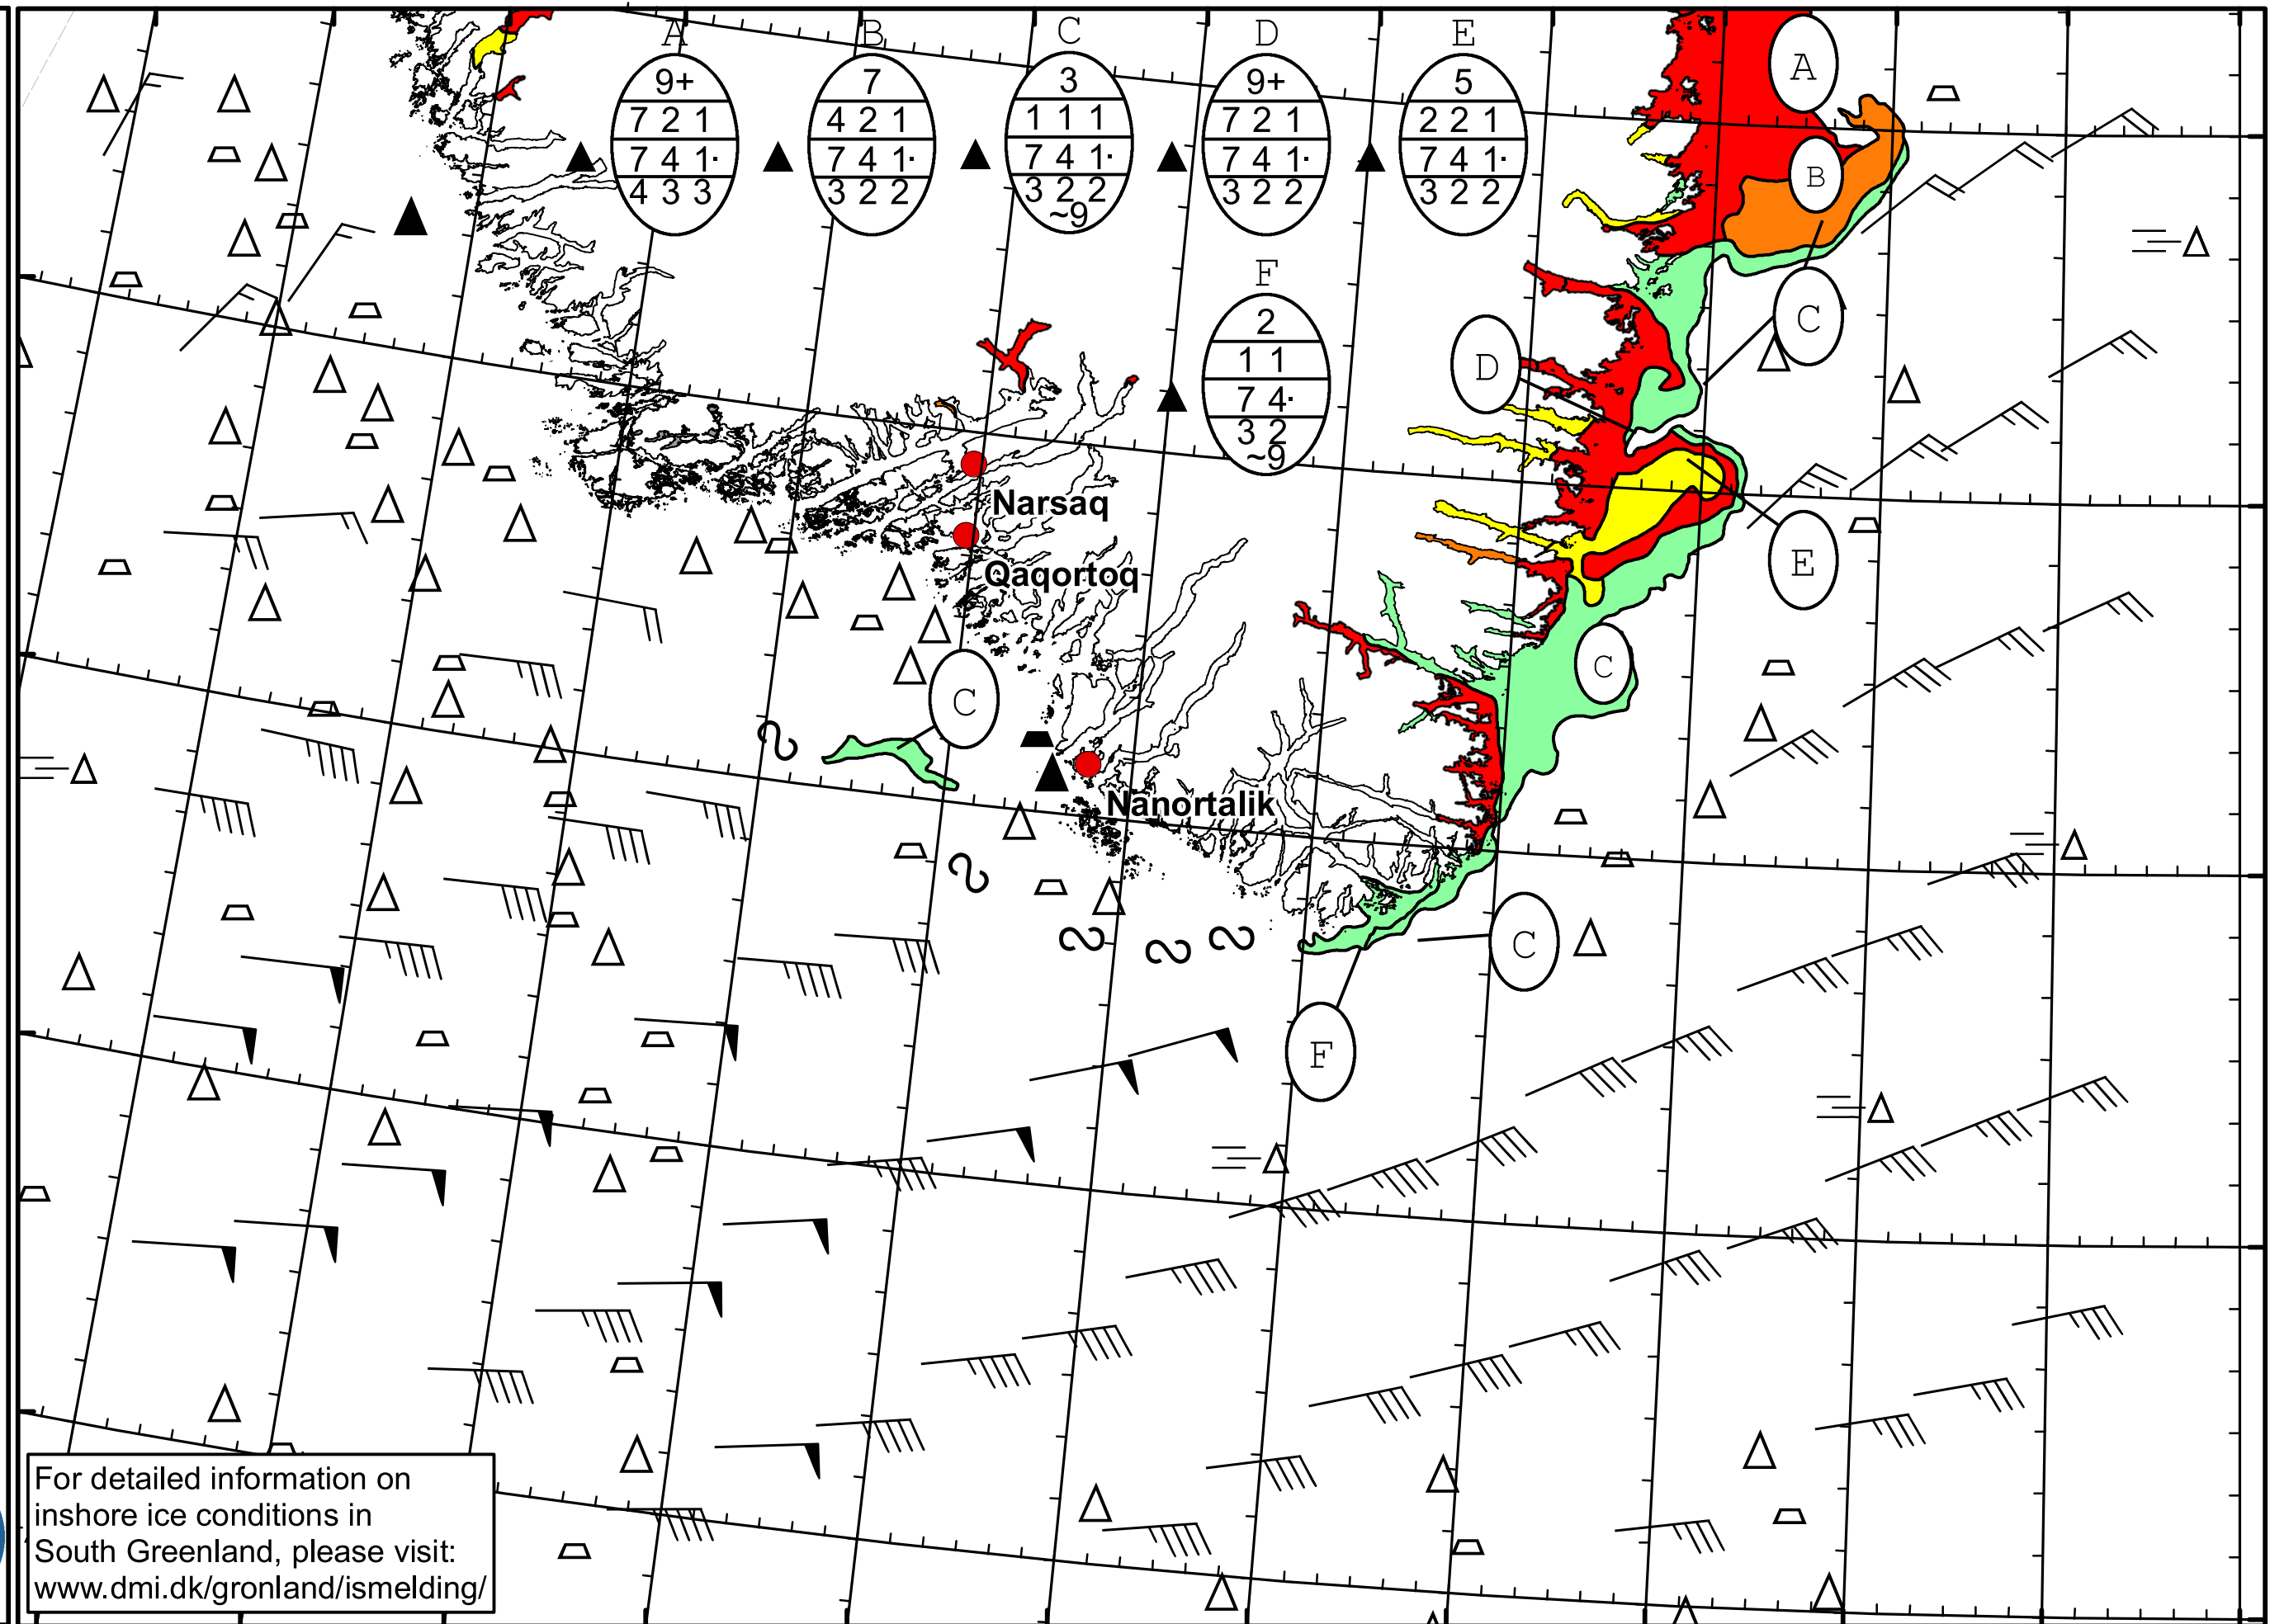 A B C D E
9+ 7 3 9+ 5
7 2 1 4 2 1 1 1 1 7 2 1 2 2 1
7 4 1· 7 4 1· 7 4 1· 7 4 1· 7 4 1·
4 3 3 3 2 2 3 2 2 3 2 2 3 2 2
~9
A
B
F
2
1 1
7 4·
3 2
~9
C
D
Narsaq
Qaqortoq
E
C
C
Nanortalik
C
F
For detailed information on
inshore ice conditions in
South Greenland, please visit:
www.dmi.dk/gronland/ismelding/